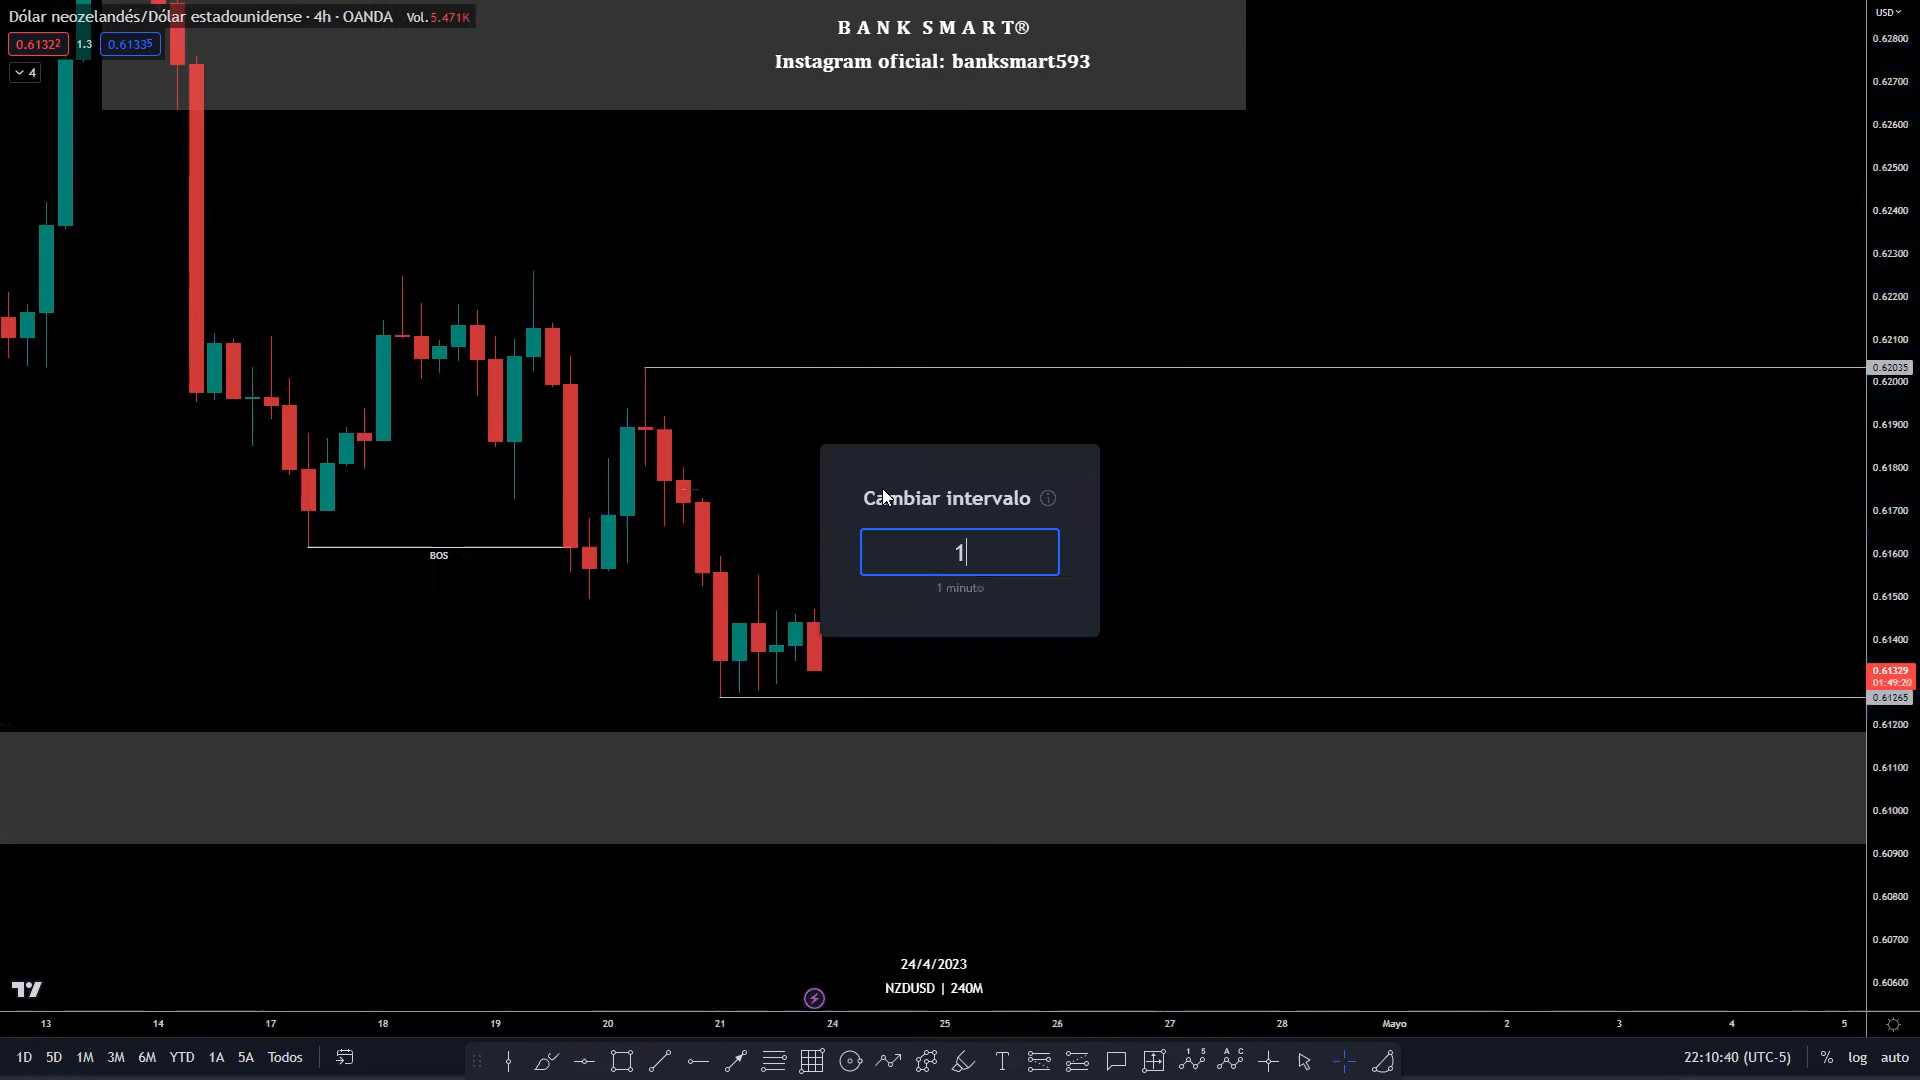 Dólar neozelandés/Dólar estadounidense · 4h · OANDA Vol. 5.471K
0.61322 1.3 0.61335
4
B A N K S M A R T®
Instagram oficial: banksmart593
USD
0.62800
0.62700
0.62600
0.62500
0.62400
0.62300
0.62200
0.62100
0.62035
0.62000
0.61900
0.61800
0.61700
0.61600
0.61500
0.61400
0.61329
01:49:20
0.61265
0.61200
0.61100
0.61000
0.60900
0.60800
0.60700
0.60600
BOS
Cambiar intervalo
1
1 minuto
24/4/2023
NZDUSD | 240M
13 14 17 18 19 20 21 24 25 26 27 28 Mayo 2 3 4 5
1D 5D 1M 3M 6M YTD 1A 5A Todos
22:10:40 (UTC-5) % log auto